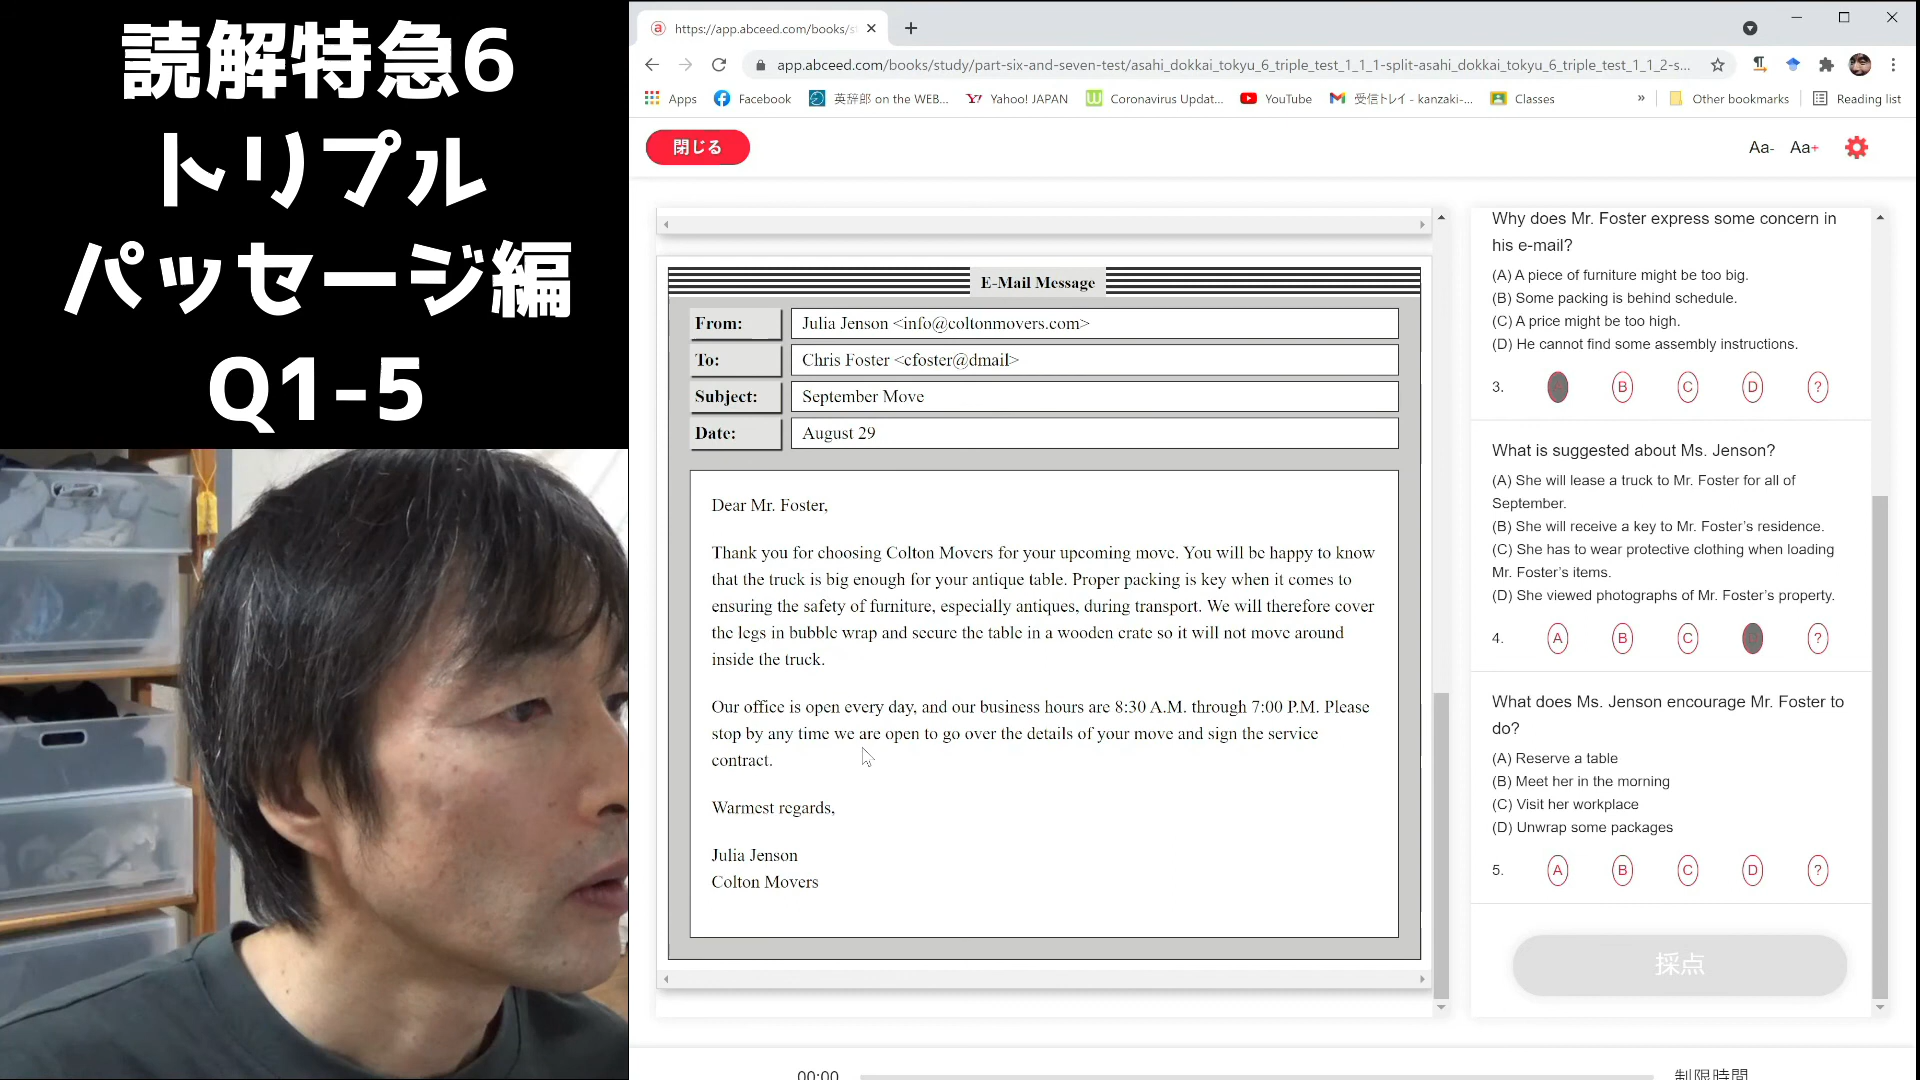 読解特急6
トリプル
パッセージ編
Q1-5
https://app.abceed.com/books/s
app.abceed.com/books/study/part-six-and-seven-test/asahi_dokkai_tokyu_6_triple_test_1_1_1-split-asahi_dokkai_tokyu_6_triple_test_1_1_2-s...
Apps
Facebook
英辞郎 on the WEB...
Yahoo! JAPAN
Coronavirus Updat...
YouTube
受信トレイ - kanzaki-...
Classes
»
Other bookmarks
Reading list
閉じる
Aa-
Aa+
E-Mail Message
From:
Julia Jenson <info@coltonmovers.com>
To:
Chris Foster <cfoster@dmail>
Subject:
September Move
Date:
August 29
Dear Mr. Foster,
Thank you for choosing Colton Movers for your upcoming move. You will be happy to know
that the truck is big enough for your antique table. Proper packing is key when it comes to
ensuring the safety of furniture, especially antiques, during transport. We will therefore cover
the legs in bubble wrap and secure the table in a wooden crate so it will not move around
inside the truck.
Our office is open every day, and our business hours are 8:30 A.M. through 7:00 P.M. Please
stop by any time we are open to go over the details of your move and sign the service
contract.
Warmest regards,
Julia Jenson
Colton Movers
Why does Mr. Foster express some concern in
his e-mail?
(A) A piece of furniture might be too big.
(B) Some packing is behind schedule.
(C) A price might be too high.
(D) He cannot find some assembly instructions.
3.
A
B
C
D
?
What is suggested about Ms. Jenson?
(A) She will lease a truck to Mr. Foster for all of
September.
(B) She will receive a key to Mr. Foster's residence.
(C) She has to wear protective clothing when loading
Mr. Foster's items.
(D) She viewed photographs of Mr. Foster's property.
4.
A
B
C
D
?
What does Ms. Jenson encourage Mr. Foster to
do?
(A) Reserve a table
(B) Meet her in the morning
(C) Visit her workplace
(D) Unwrap some packages
5.
A
B
C
D
?
採点
00:00
制限時間